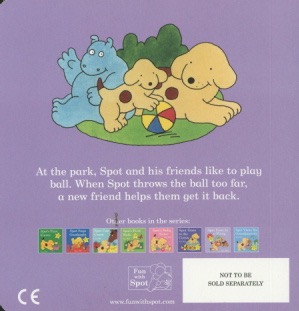 At the park, Spot and his friends like to play
ball. When Spot throws the ball too far,
a new friend helps them get it back.
Other books in the series:
Fun
with
Spot
NOT TO BE
SOLD SEPARATELY
CE
www.funwithspot.com